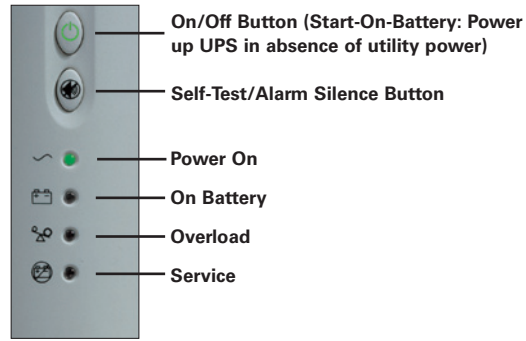 On/Off Button (Start-On-Battery: Power
up UPS in absence of utility power)
Self-Test/Alarm Silence Button
Power On
On Battery
Overload
Service